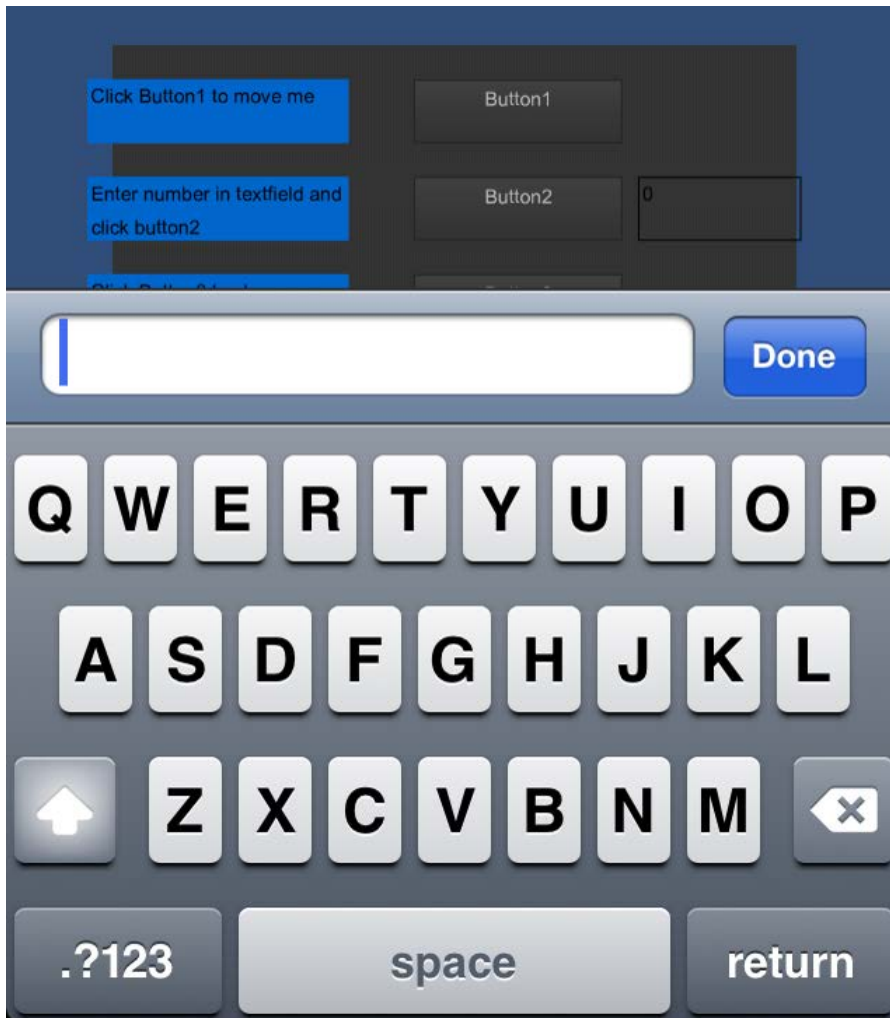 Click Button1 to move me
Button1
Enter number in textfield and
click button2
Button2
0
Done
Q W E R T Y U I O P
A S D F G H J K L
Z X C V B N M
.?123 space return